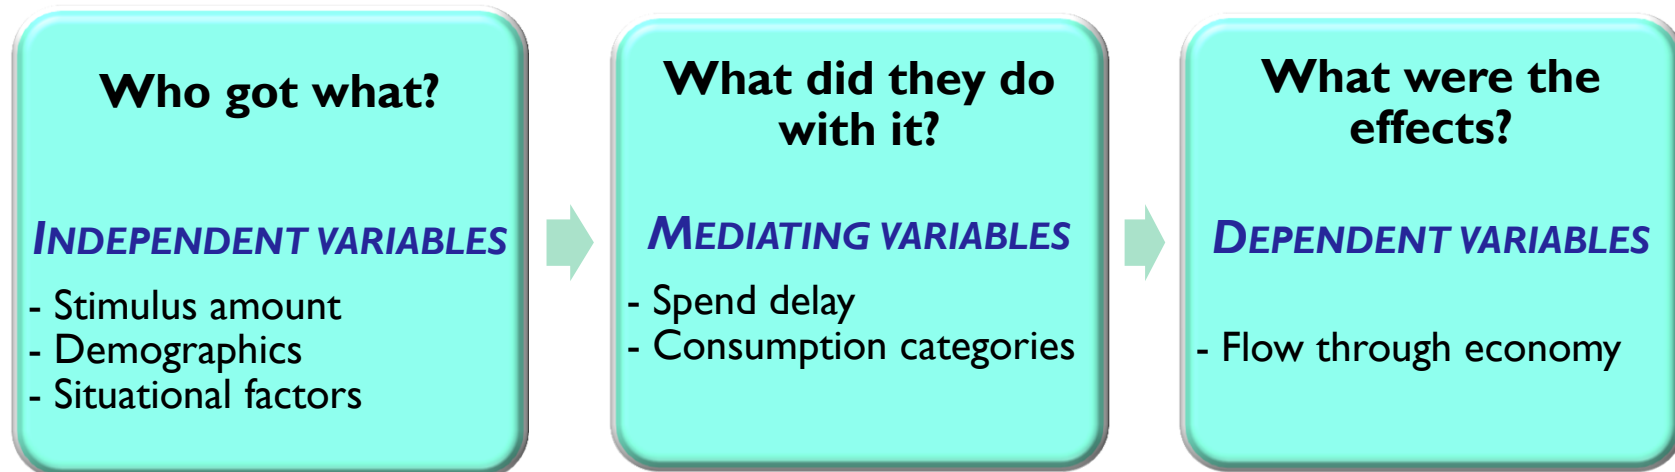 Who got what?
INDEPENDENT VARIABLES
- Stimulus amount
- Demographics
- Situational factors
What did they do
with it?
MEDIATING VARIABLES
- Spend delay
- Consumption categories
What were the
effects?
DEPENDENT VARIABLES
- Flow through economy